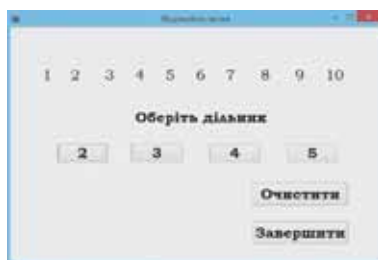 1 2 3 4 5 6 7 8 9 10
Оберіть дільник
2 3 4 5
Очистити
Завершити